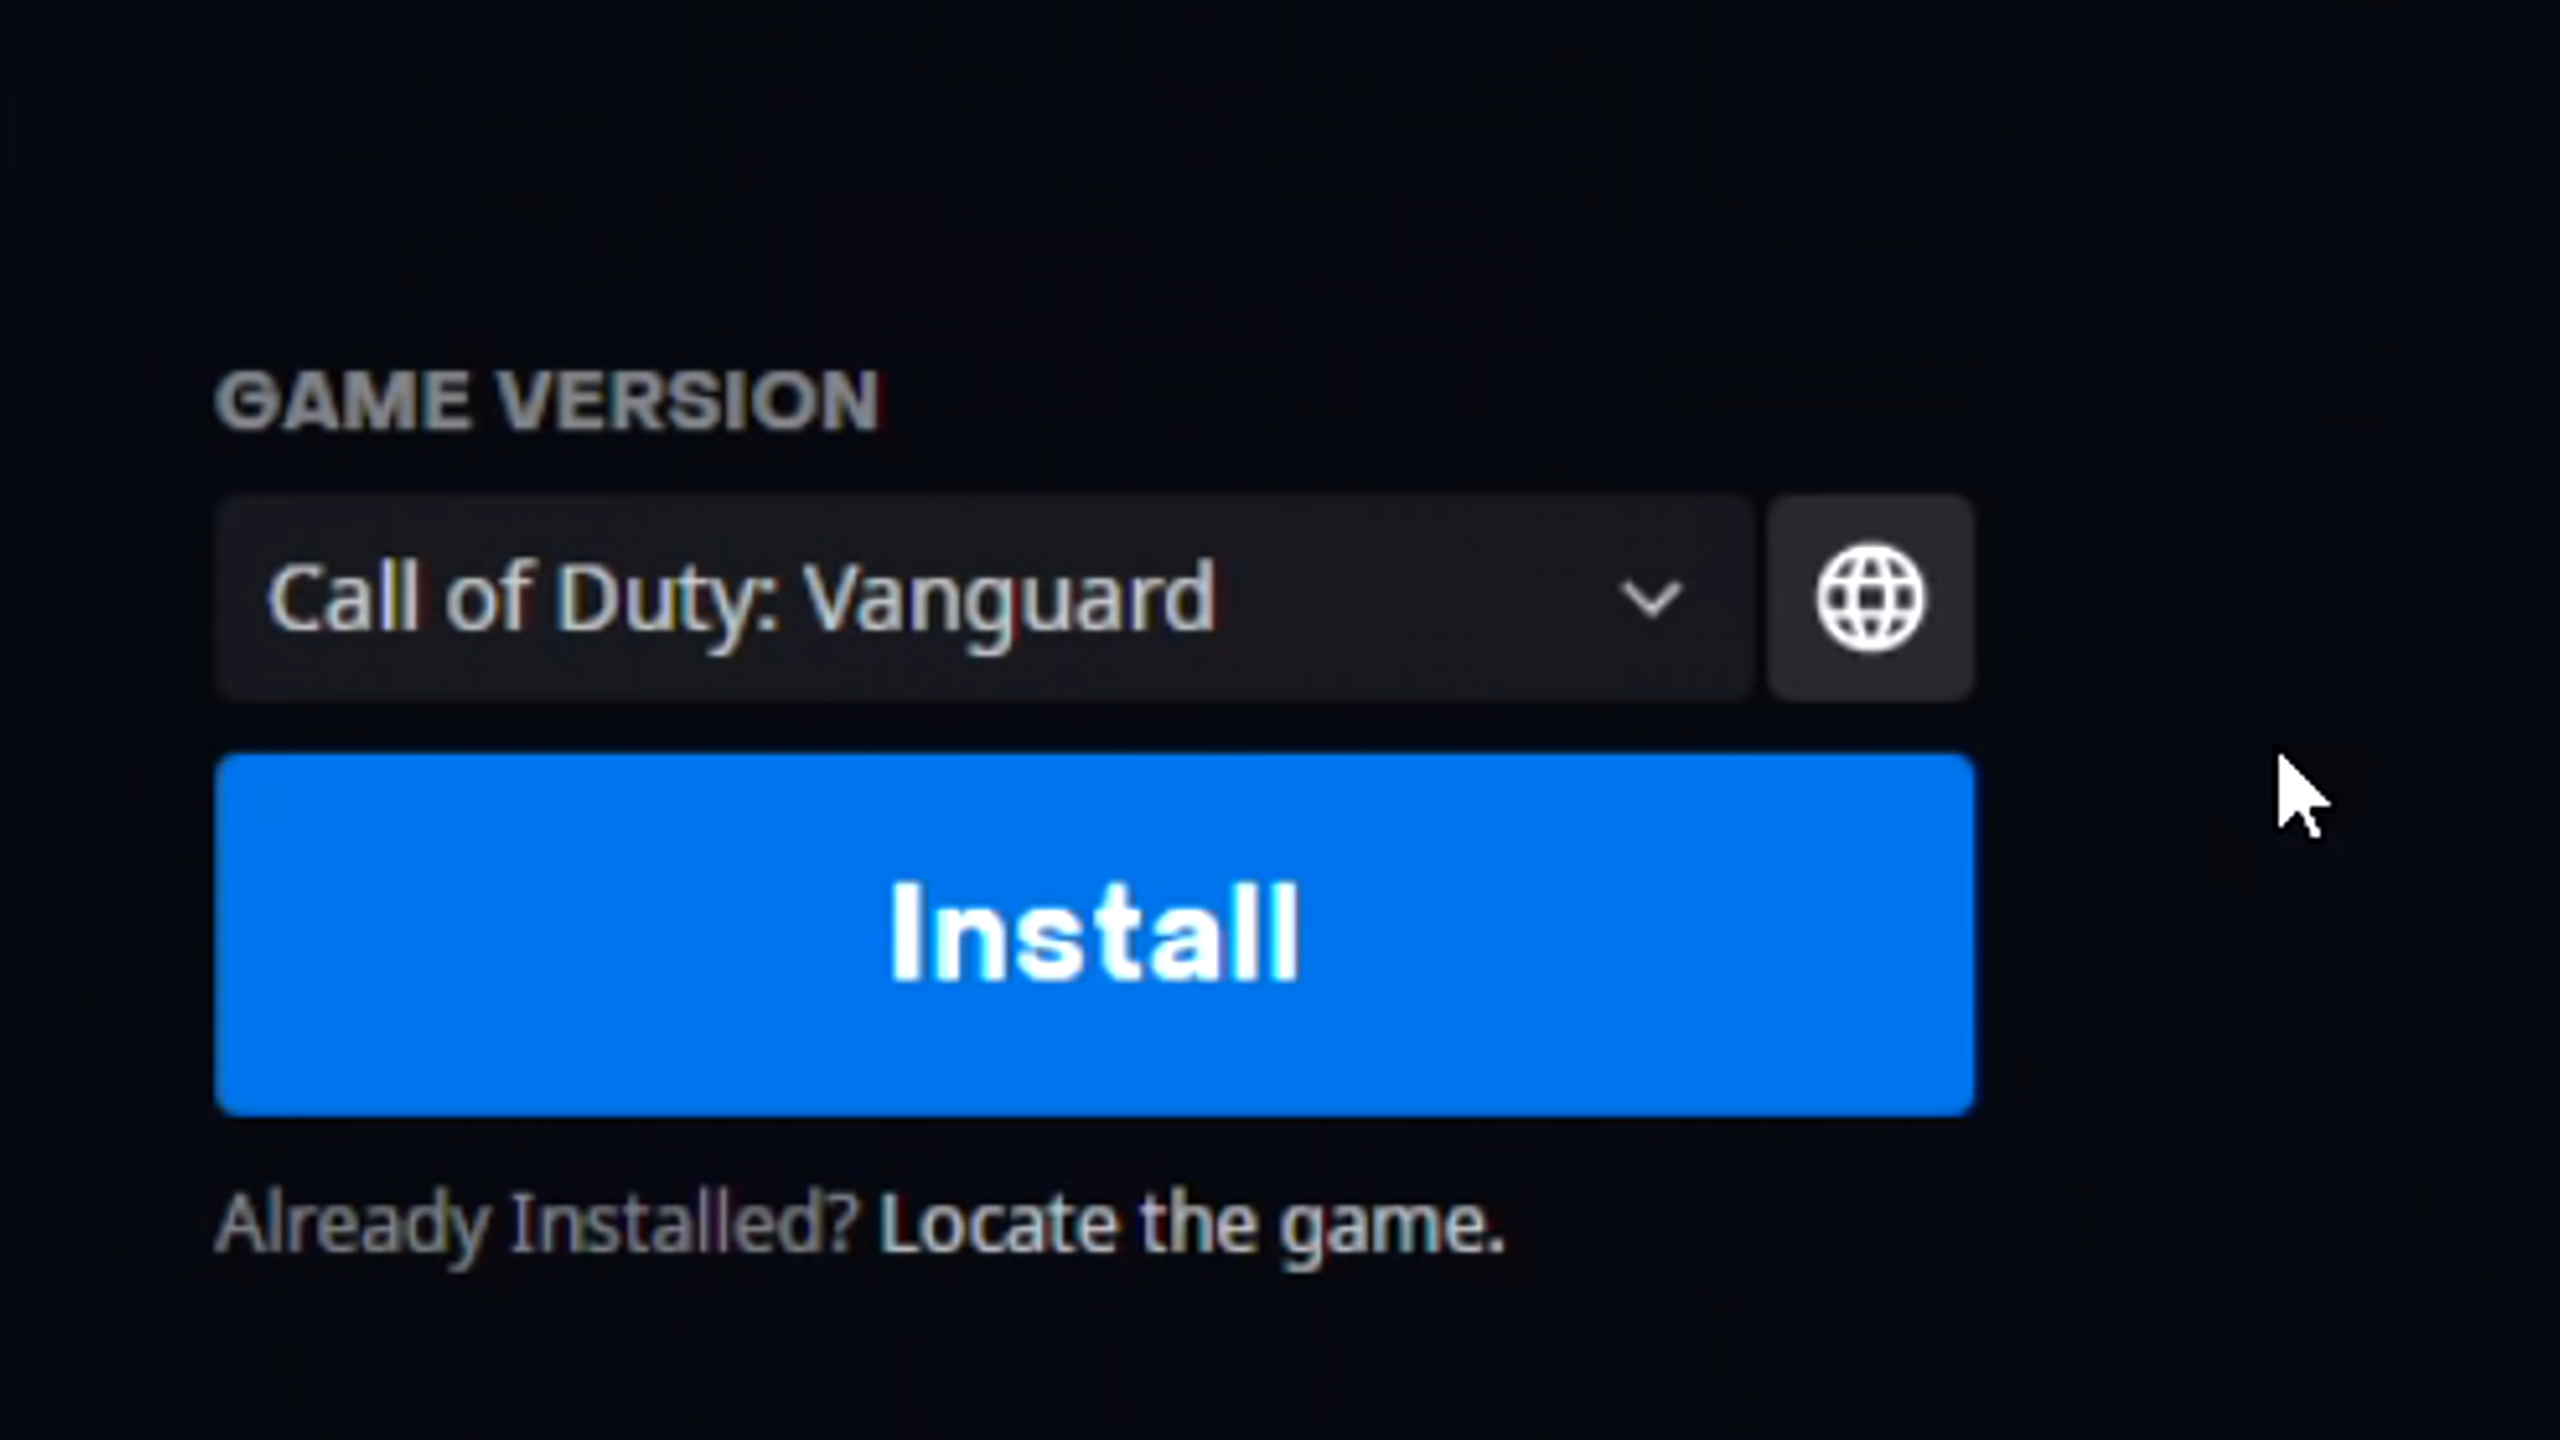 GAME VERSION
Call of Duty: Vanguard
Install
Already Installed? Locate the game.